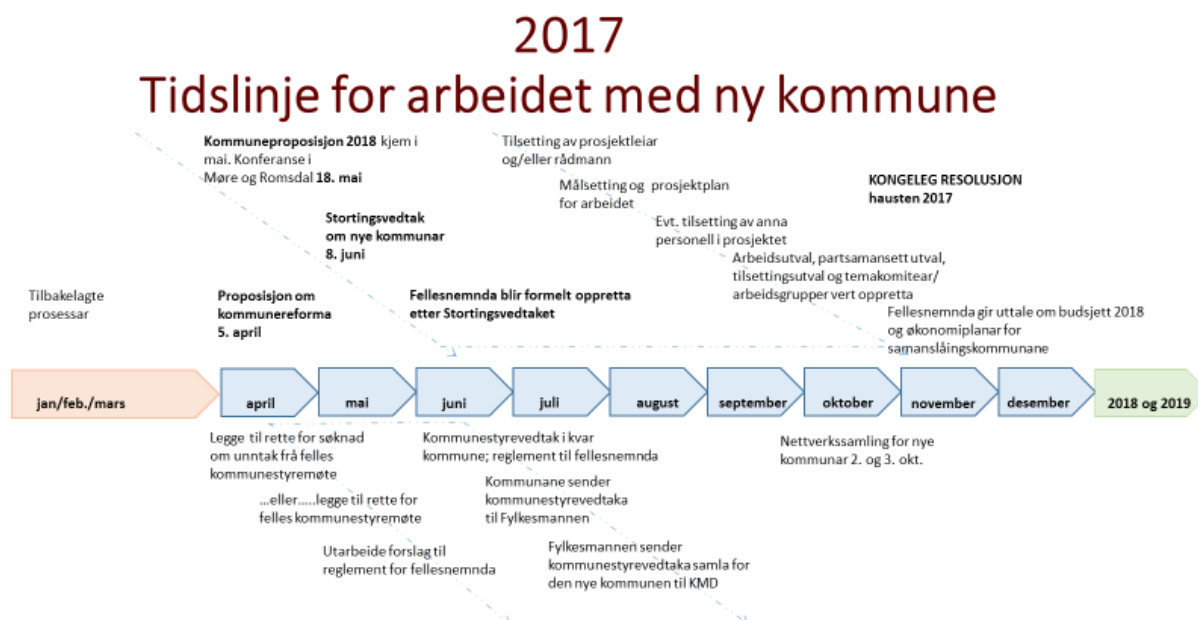 2017
Tidslinje for arbeidet med ny kommune
Kommuneproposisjon 2018 kjem i
mai. Konferanse i
Møre og Romsdal 18. mai
Tilsetting av prosjektleiar
og/eller rådmann
Målsetting og prosjektplan
for arbeidet
KONGELEG RESOLUSJON
hausten 2017
Stortingsvedtak
om nye kommunar
8. juni
Evt. tilsetting av anna
personell i prosjektet
Arbeidsutval, partsamansett utval,
tilsettingsutval og temakomitear/
arbeidsgrupper vert oppretta
Tilbakelagte
prosessar
Proposisjon om
kommunereforma
5. april
Fellesnemnda blir formelt oppretta
etter Stortingsvedtaket
Fellesnemnda gir uttale om budsjett 2018
og økonomiplanar for
samanslåingskommunane
jan/feb./mars
april
mai
juni
juli
august
september
oktober
november
desember
2018 og 2019
Legge til rette for søknad
om unntak frå felles
kommunestyremøte
...eller.....legge til rette for
felles kommunestyremøte
Utarbeide forslag til
reglement for fellesnemnda
Kommunestyrevedtak i kvar
kommune; reglement til fellesnemnda
Kommunane sender
kommunestyrevedtaka
til Fylkesmannen
Fylkesmannen sender
kommunestyrevedtaka samla for
den nye kommunen til KMD
Nettverkssamling for nye
kommunar 2. og 3. okt.